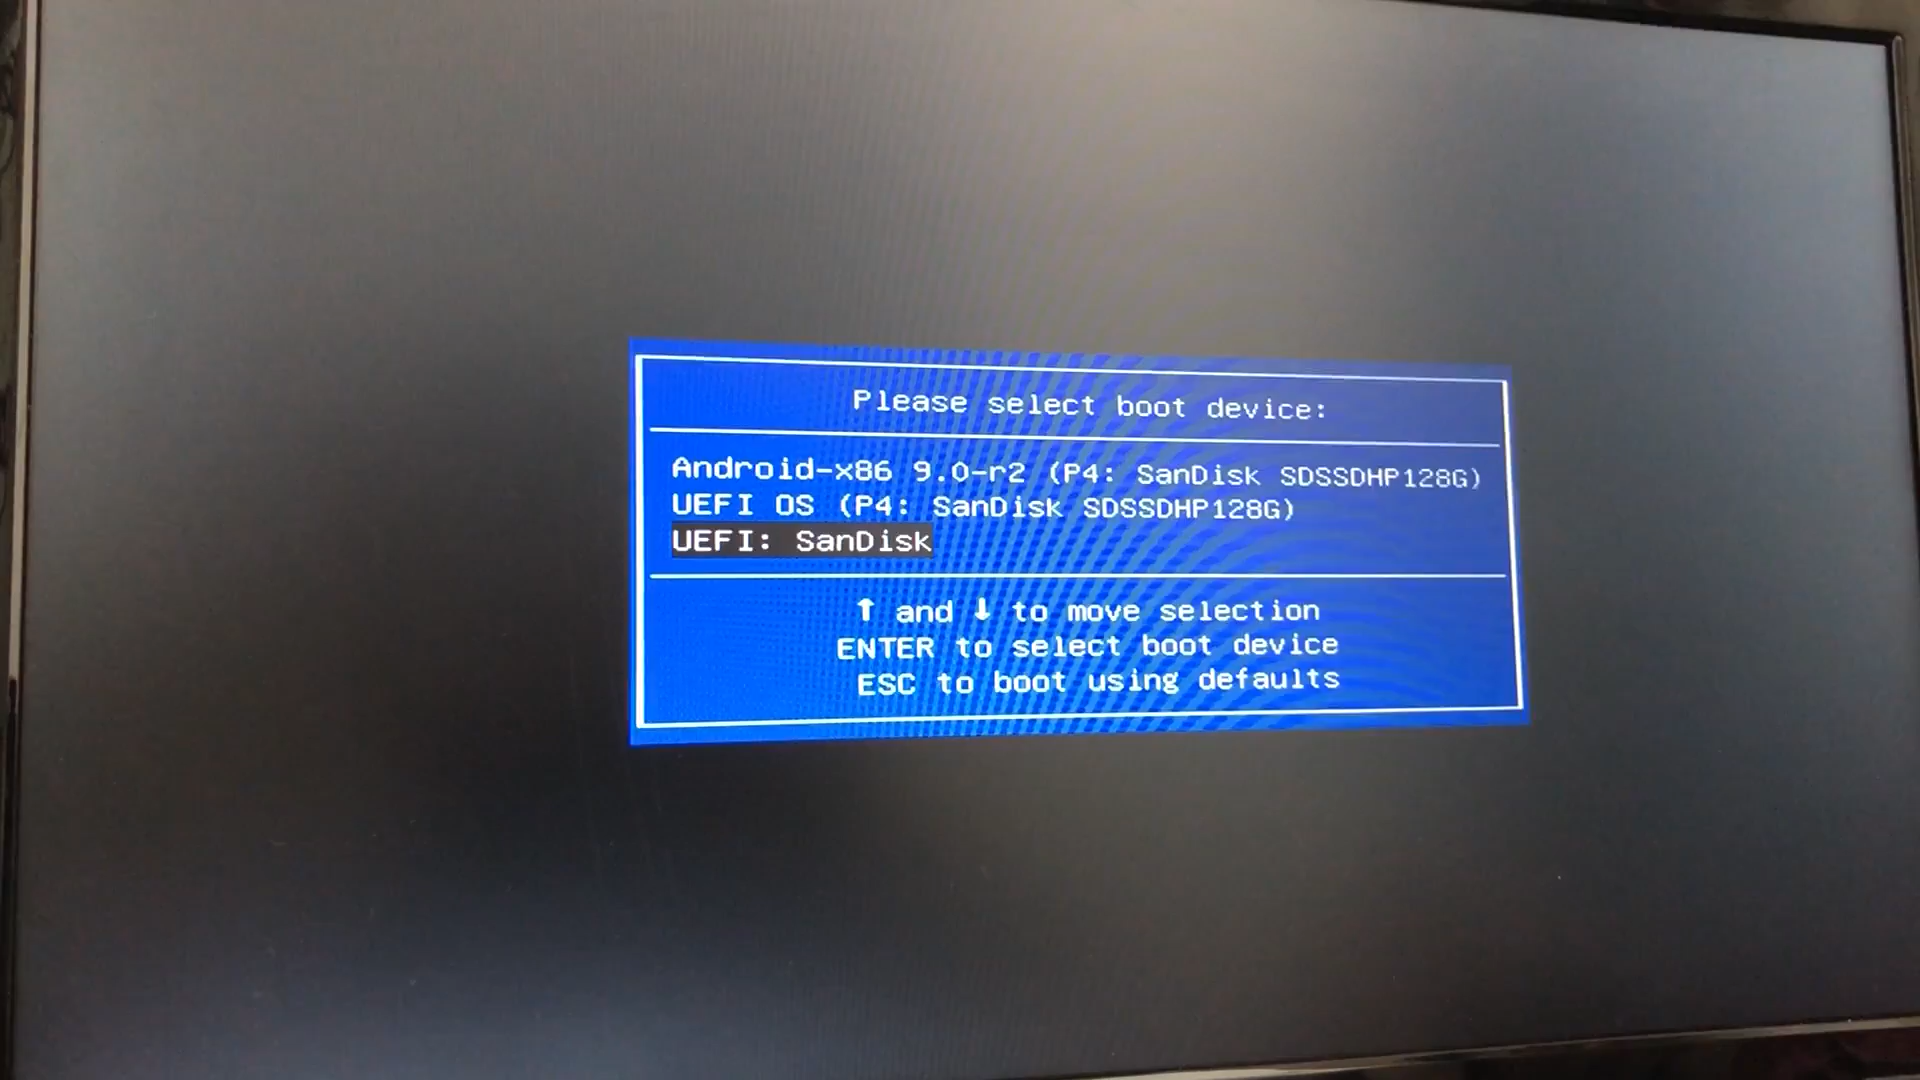 Please select boot device:
Android-x86 9.0-r2 (P4: SanDisk SDSSDHP128G)
UEFI OS (P4: SanDisk SDSSDHP128G)
UEFI: SanDisk
↑ and ↓ to move selection
ENTER to select boot device
ESC to boot using defaults